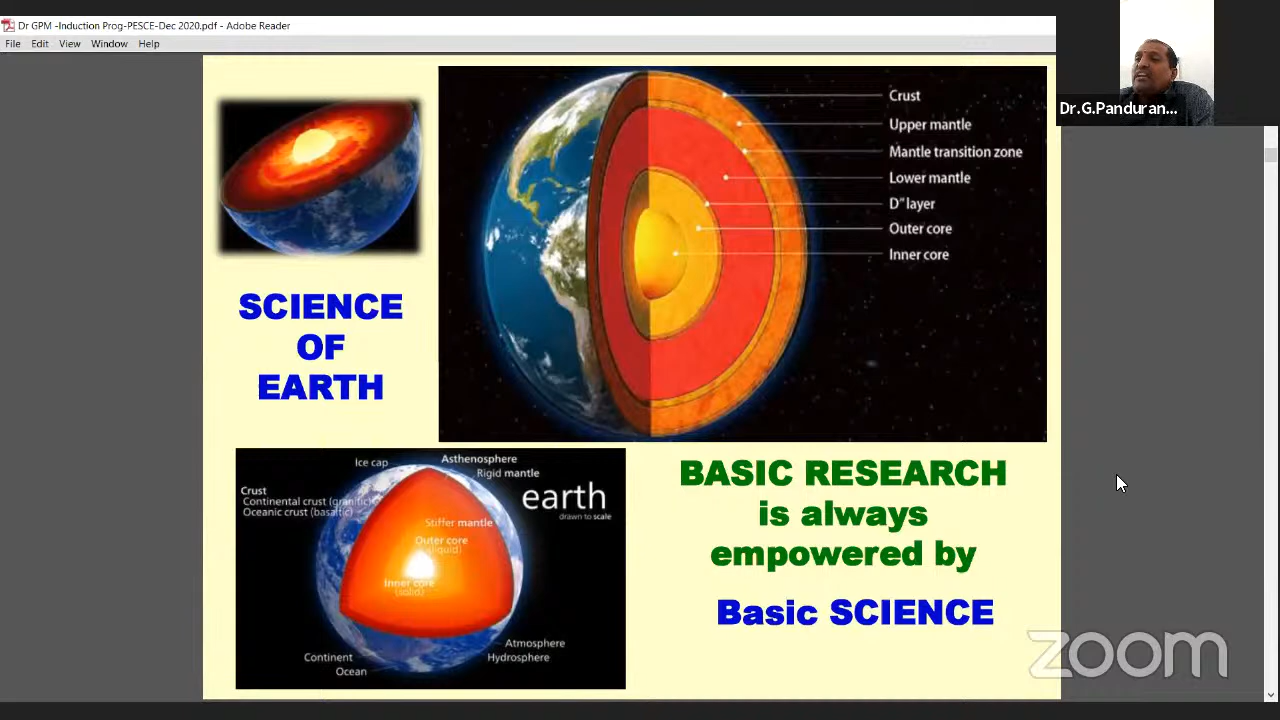 Dr GPM -Induction Prog-PESCE-Dec 2020.pdf - Adobe Reader
File Edit View Window Help
Dr.G.Panduran...
Crust
Upper mantle
Mantle transition zone
Lower mantle
D" layer
Outer core
Inner core
SCIENCE
OF
EARTH
Ice cap
Asthenosphere
Rigid mantle
earth
drawn to scale
Crust
Continental crust (granitic)
Oceanic crust (basaltic)
Stiffer mantle
Outer core
(liquid)
Inner core
(solid)
Atmosphere
Hydrosphere
Continent
Ocean
BASIC RESEARCH
is always
empowered by
Basic SCIENCE
zoom